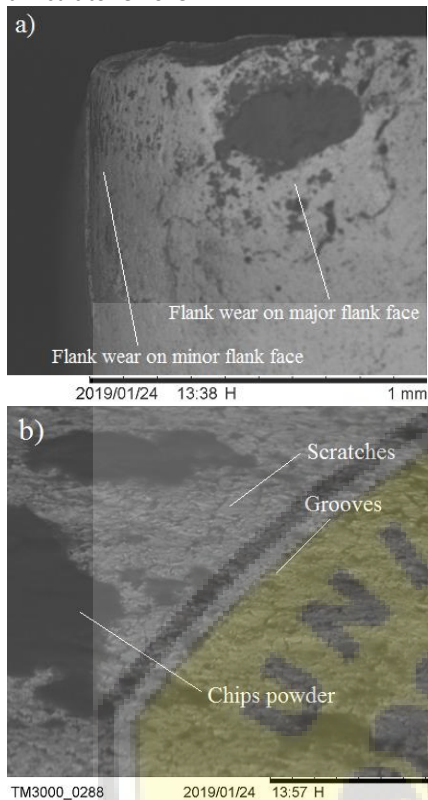 a)
Flank wear on major flank face
Flank wear on minor flank face
2019/01/24 13:38 H 1 mm
b)
Scratches
Grooves
UNI
Chips powder
TM3000_0288 2019/01/24 13:57 H